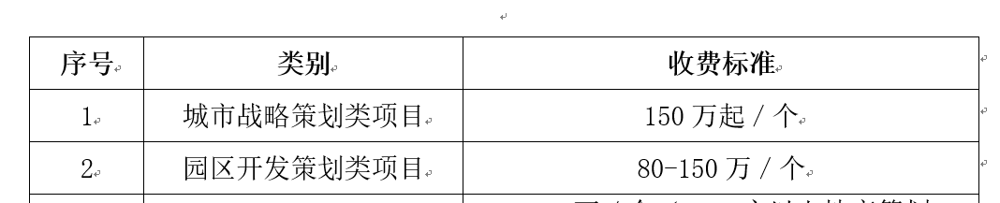 序号 类别 收费标准
1 城市战略策划类项目 150 万起 / 个
2 园区开发策划类项目 80-150 万 / 个